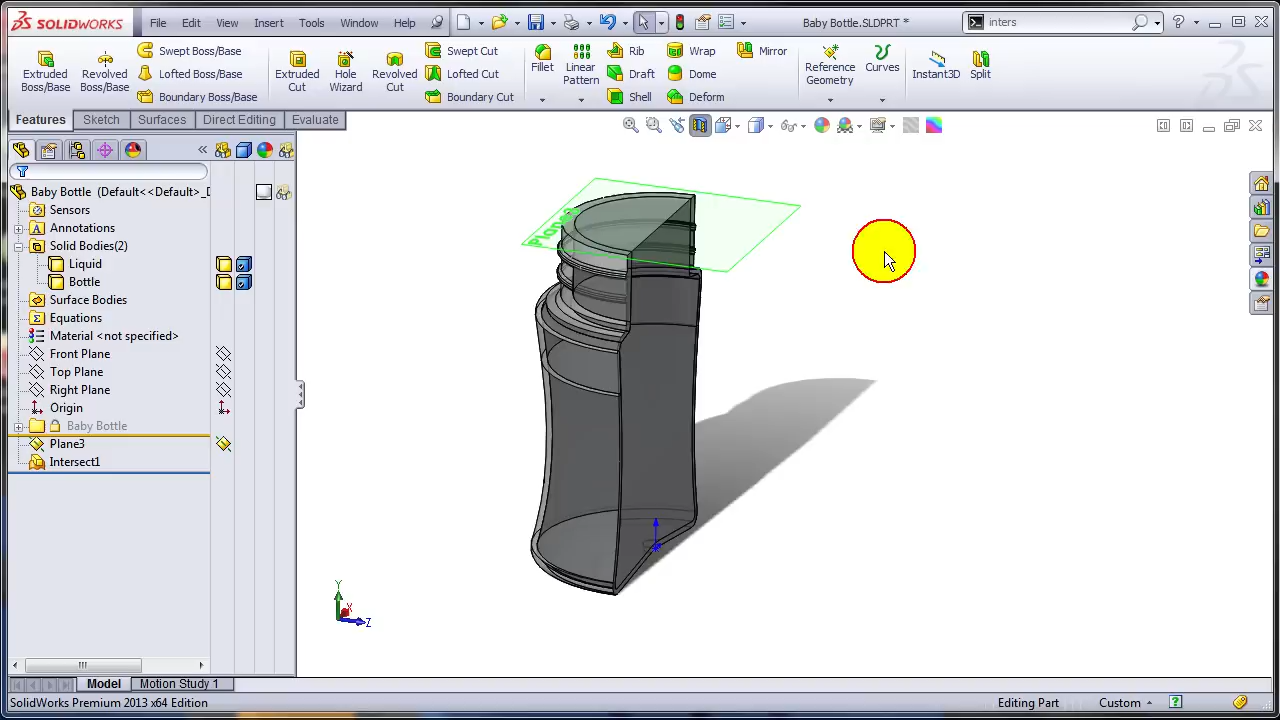 SOLIDWORKS File Edit View Insert Tools Window Help Baby Bottle.SLDPRT * inters
Extruded Boss/Base
Revolved Boss/Base
Swept Boss/Base
Lofted Boss/Base
Boundary Boss/Base
Extruded Cut
Hole Wizard
Revolved Cut
Swept Cut
Lofted Cut
Boundary Cut
Fillet
Linear Pattern
Rib
Draft
Shell
Wrap
Dome
Deform
Mirror
Reference Geometry
Curves
Instant3D
Split
Features Sketch Surfaces Direct Editing Evaluate
Baby Bottle (Default<<Default>_D
Sensors
Annotations
Solid Bodies(2)
Liquid
Bottle
Surface Bodies
Equations
Material <not specified>
Front Plane
Top Plane
Right Plane
Origin
Baby Bottle
Plane3
Intersect1
Plane3
Y
X
Z
Model Motion Study 1
SolidWorks Premium 2013 x64 Edition Editing Part Custom